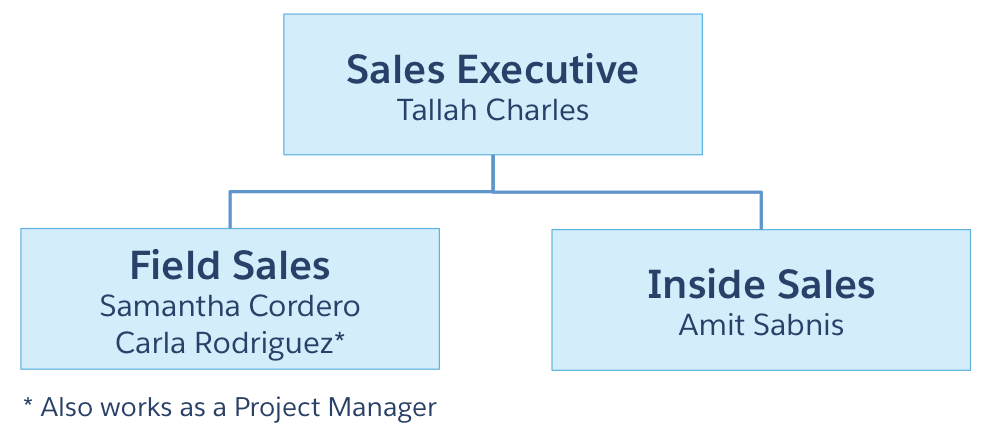 Sales Executive
Tallah Charles
Field Sales
Samantha Cordero
Carla Rodriguez*
Inside Sales
Amit Sabnis
* Also works as a Project Manager